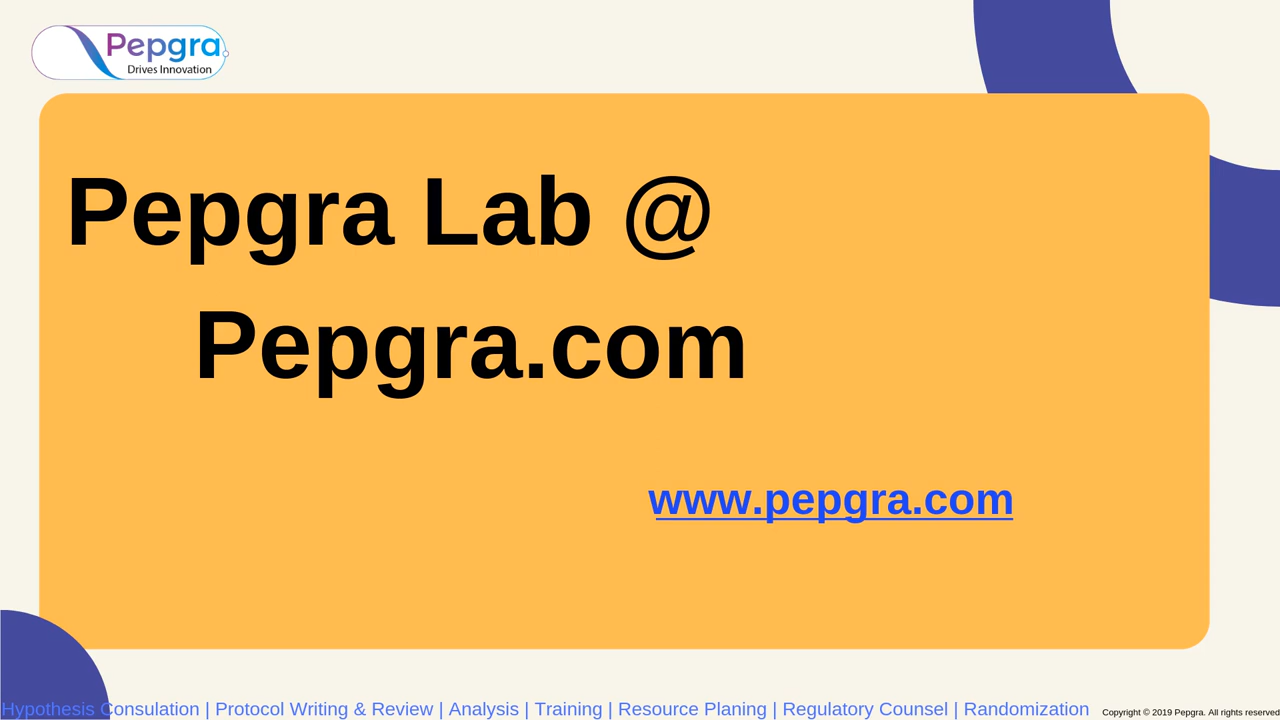 Pepgra
Drives Innovation
Pepgra Lab @
Pepgra.com
www.pepgra.com
Hypothesis Consulation | Protocol Writing & Review | Analysis | Training | Resource Planing | Regulatory Counsel | Randomization
Copyright © 2019 Pepgra. All rights reserved